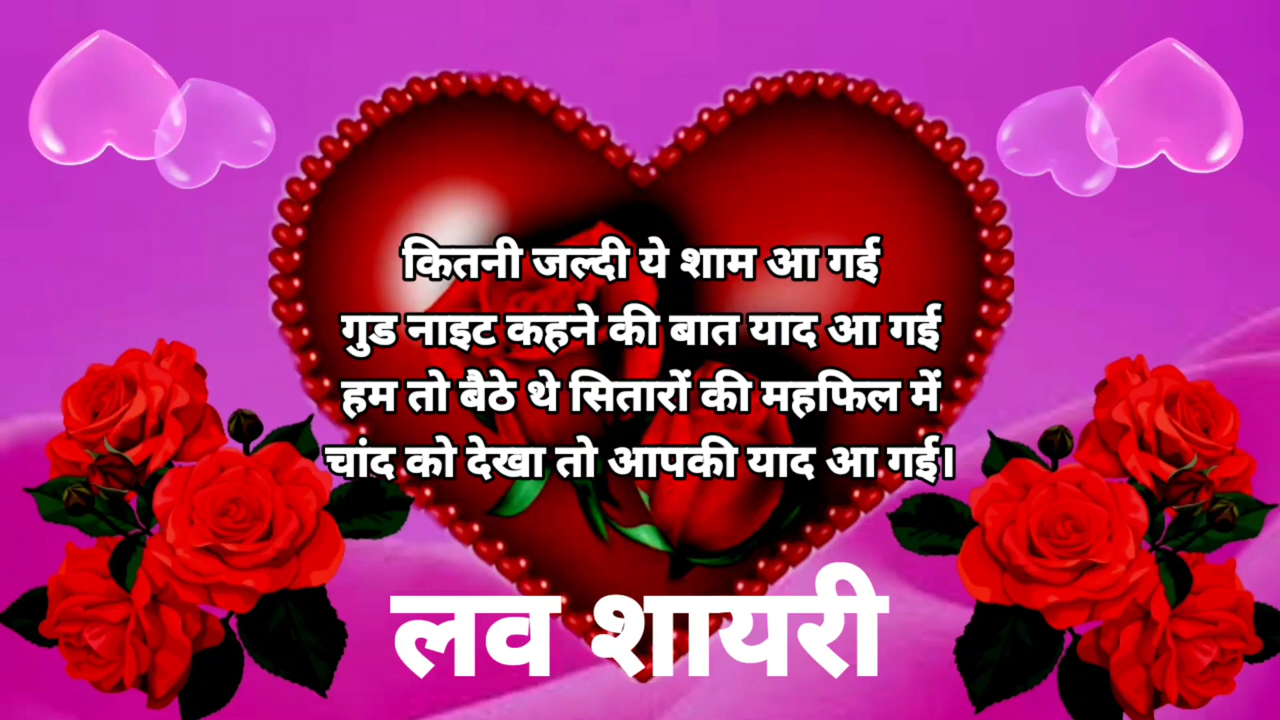 कितनी जल्दी ये शाम आ गई
गुड नाइट कहने की बात याद आ गई
हम तो बैठे थे सितारों की महफिल में
चांद को देखा तो आपकी याद आ गई।
लव शायरी